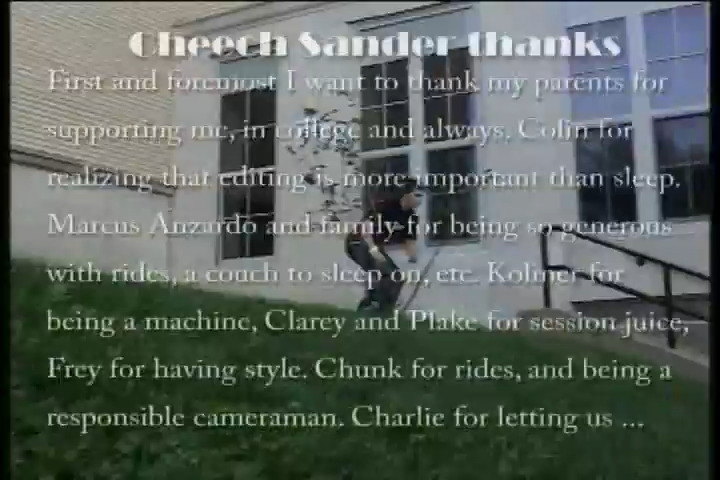 Cheech Sander thanks
First and foremost I want to thank my parents for
supporting me, in college and always. Colin for
realizing that editing is more important than sleep.
Marcus Anzardo and family for being so generous
with rides, a couch to sleep on, etc. Koliner for
being a machine, Clarey and Plake for session juice,
Frey for having style. Chunk for rides, and being a
responsible cameraman. Charlie for letting us ...